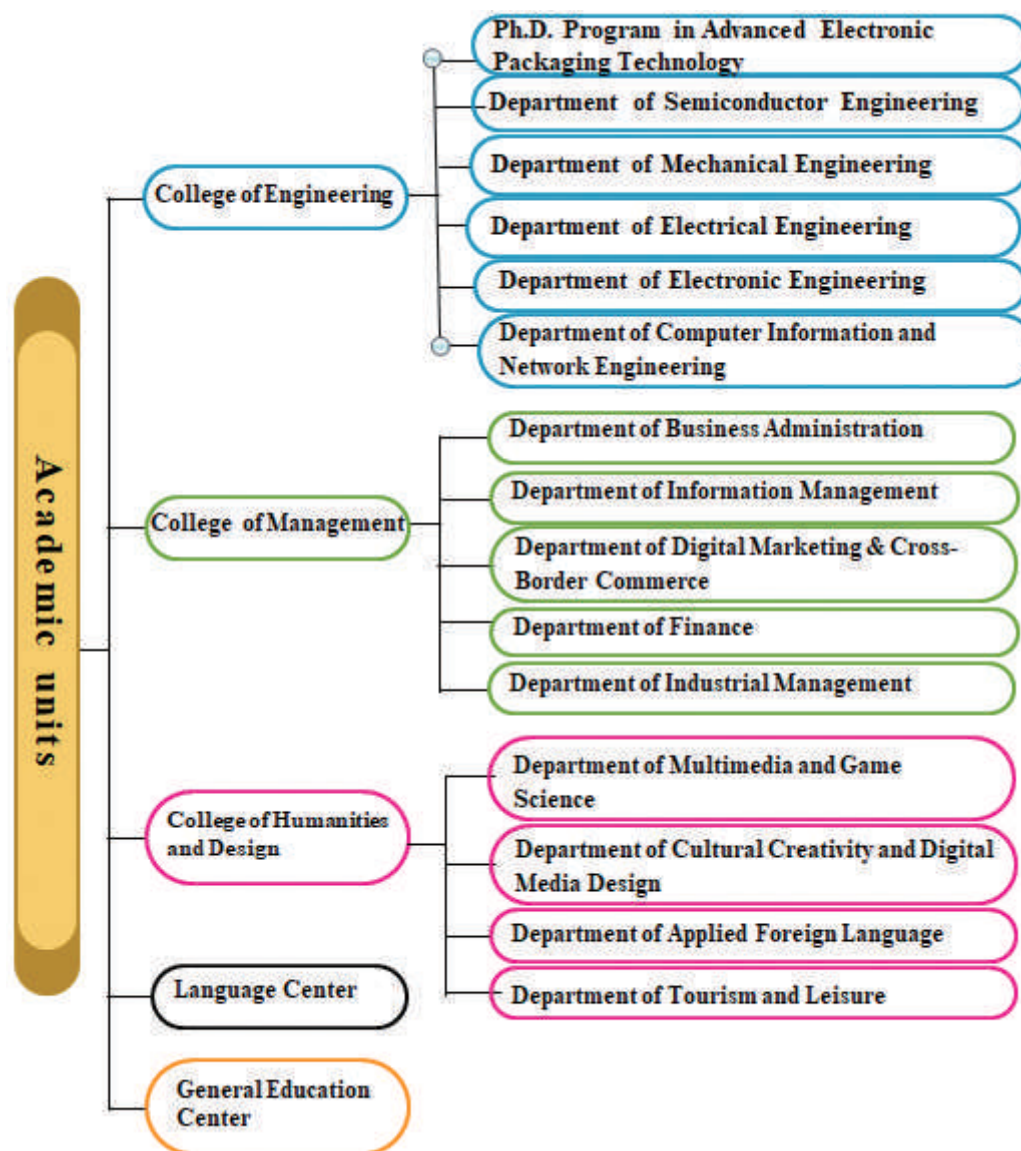 Academic units
College of Engineering
Ph.D. Program in Advanced Electronic
Packaging Technology
Department of Semiconductor Engineering
Department of Mechanical Engineering
Department of Electrical Engineering
Department of Electronic Engineering
Department of Computer Information and
Network Engineering
College of Management
Department of Business Administration
Department of Information Management
Department of Digital Marketing & Cross-
Border Commerce
Department of Finance
Department of Industrial Management
College of Humanities
and Design
Department of Multimedia and Game
Science
Department of Cultural Creativity and Digital
Media Design
Department of Applied Foreign Language
Department of Tourism and Leisure
Language Center
General Education
Center